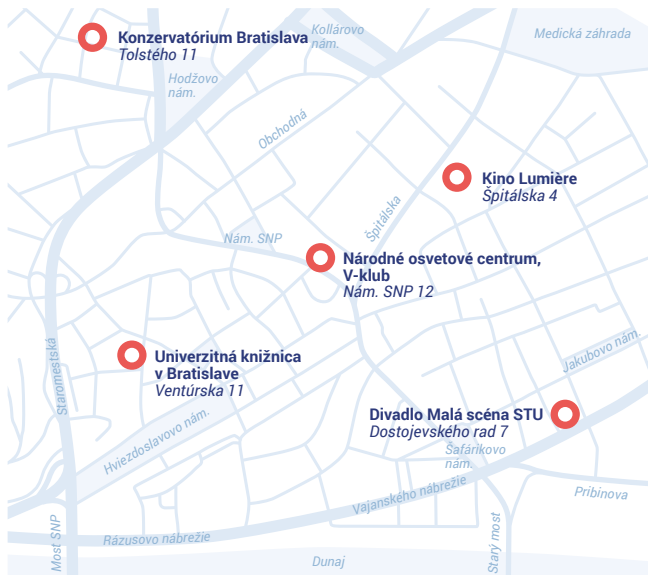 Kollárovo
nám.
Medická záhrada
Konzervatórium Bratislava
Tolstého 11
Hodžovo
nám.
Obchodná
Kino Lumière
Špitálska 4
Špitálska
Nám. SNP
Národné osvetové centrum,
V-klub
Nám. SNP 12
Staromestská
Univerzitná knižnica
v Bratislave
Ventúrska 11
Jakubovo nám.
Hviezdoslavovo nám.
Divadlo Malá scéna STU
Dostojevského rad 7
Šafárikovo
nám.
Vajanského nábrežie
Pribinova
Most SNP
Rázusovo nábrežie
Starý most
Dunaj